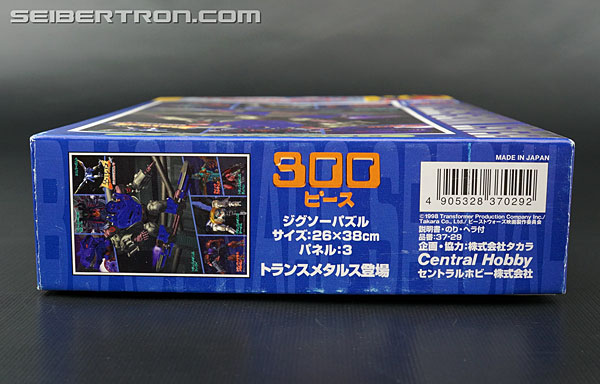 SEIBERTRON.COM
300
ピース
ジグソーパズル
サイズ:26×38cm
パネル:3
トランスメタルス登場
MADE IN JAPAN
4 905328 370292
©1998 Transformer Production Company Inc./
Takara Co., Ltd./ ビーストウォーズ映画製作委員会
説明書・のり・ヘラ付
品番:37-29
企画・協力:株式会社タカラ
Central Hobby
セントラルホビー株式会社